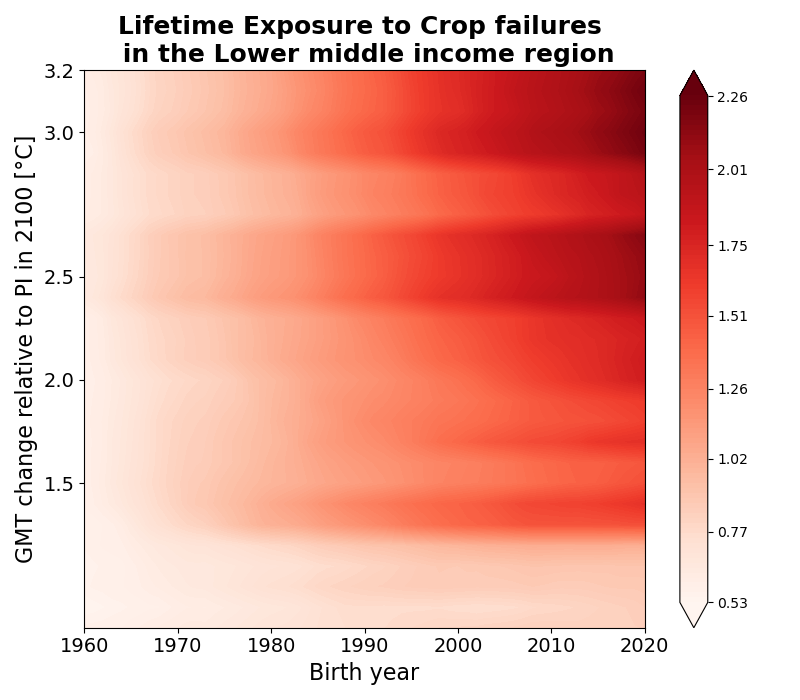 Lifetime Exposure to Crop failures
in the Lower middle income region
GMT change relative to PI in 2100 [°C]
3.2
3.0
2.5
2.0
1.5
1960 1970 1980 1990 2000 2010 2020
Birth year
2.26
2.01
1.75
1.51
1.26
1.02
0.77
0.53